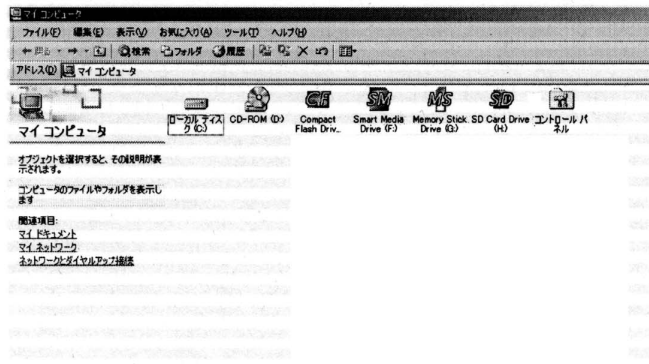 マイ コンピュータ
ファイル(F) 編集(E) 表示(V) お気に入り(A) ツール(T) ヘルプ(H)
検索 フォルダ 履歴
アドレス(D) マイ コンピュータ
マイ コンピュータ
オブジェクトを選択すると、その説明が表
示されます。
コンピュータのファイルやフォルダを表示し
ます
関連項目:
マイ ドキュメント
マイ ネットワーク
ネットワークとダイヤルアップ接続
ローカル ディス
ク (C:)
CD-ROM (D:)
CF
Compact
Flash Driv...
SM
Smart Media
Drive (F:)
MS
Memory Stick
Drive (G:)
SD
SD Card Drive
(H:)
コントロール パ
ネル